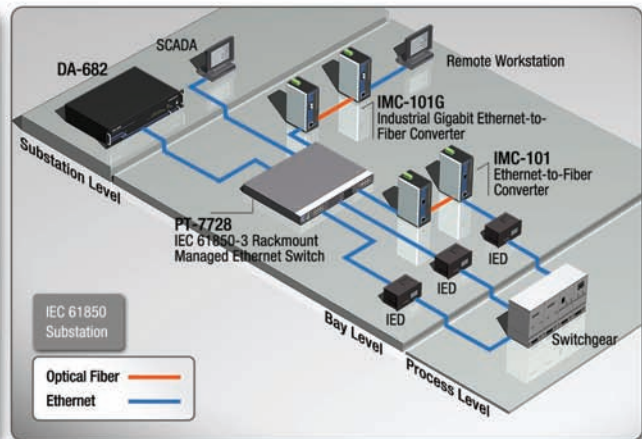 SCADA
DA-682
Remote Workstation
IMC-101G
Industrial Gigabit Ethernet-to-
Fiber Converter
IMC-101
Ethernet-to-Fiber
Converter
Substation Level
PT-7728
IEC 61850-3 Rackmount
Managed Ethernet Switch
IED
IED
IED
Switchgear
Bay Level
Process Level
IEC 61850
Substation
Optical Fiber
Ethernet